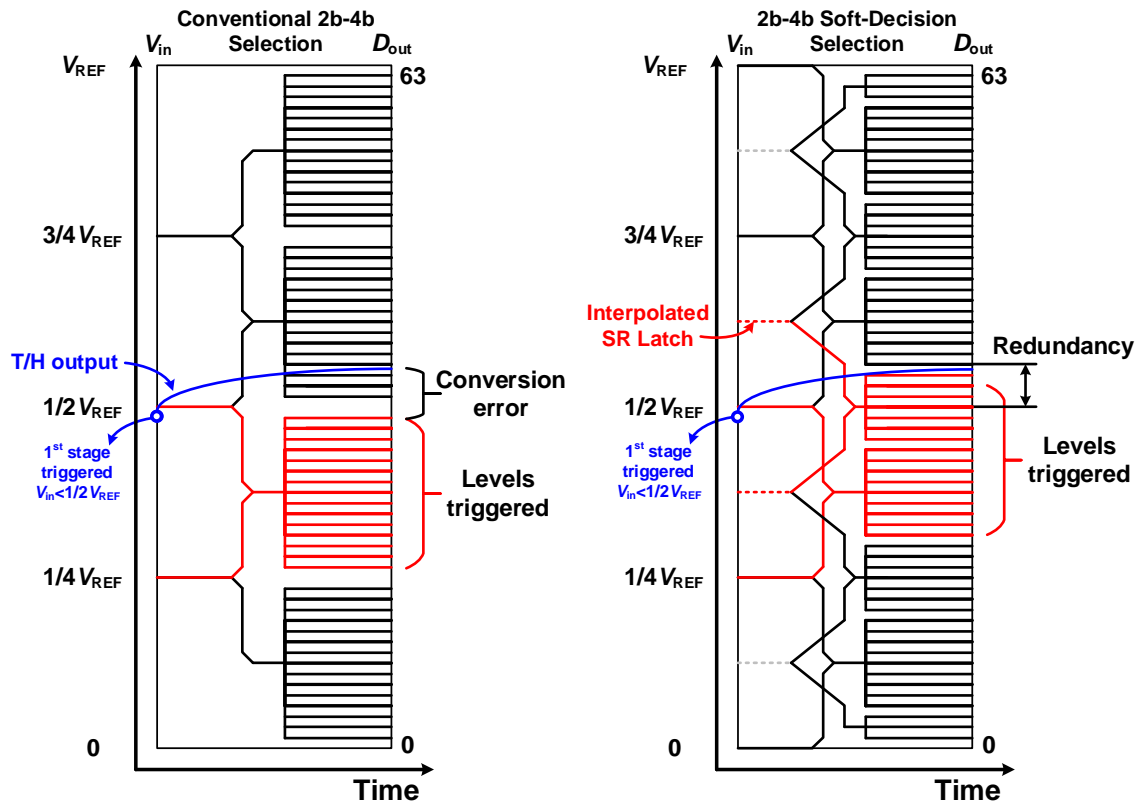 Conventional 2b-4b
Selection
V_in
D_out
V_REF
63
3/4 V_REF
T/H output
1/2 V_REF
1st stage
triggered
V_in<1/2 V_REF
Conversion
error
Levels
triggered
1/4 V_REF
0
0
Time
2b-4b Soft-Decision
Selection
V_in
D_out
V_REF
63
3/4 V_REF
Interpolated
SR Latch
Redundancy
1/2 V_REF
1st stage
triggered
V_in<1/2 V_REF
Levels
triggered
1/4 V_REF
0
0
Time